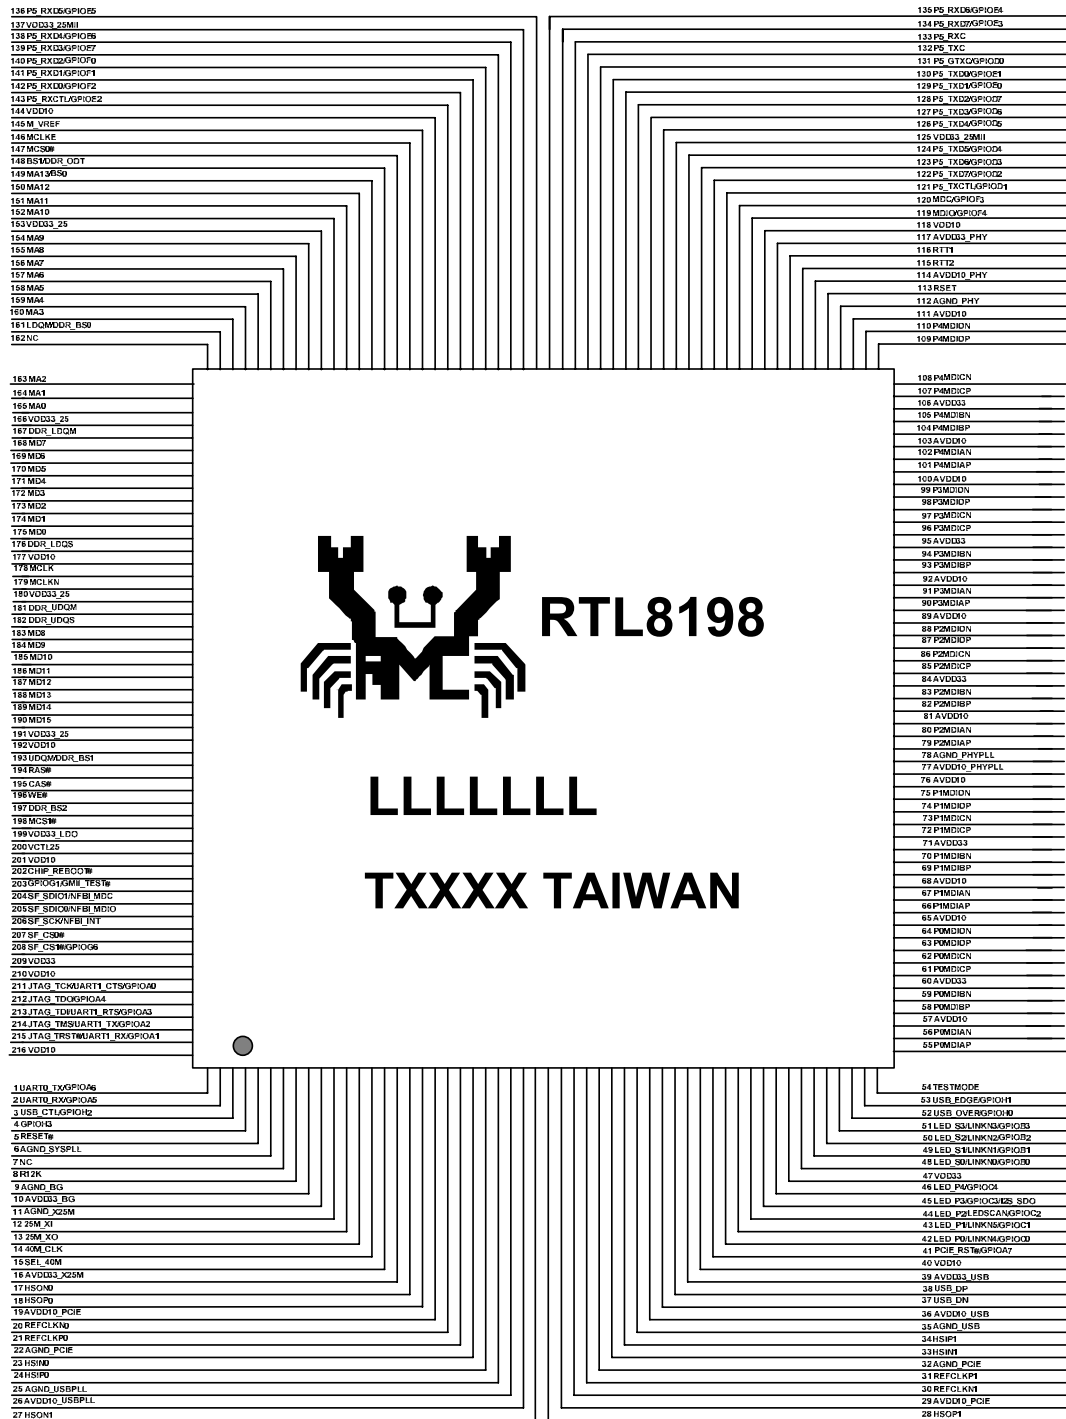 136 P5_RXD5/GPIOE5
137 VDD33_25MII
138 P5_RXD4/GPIOE6
139 P5_RXD3/GPIOE7
140 P5_RXD2/GPIOF0
141 P5_RXD1/GPIOF1
142 P5_RXD0/GPIOF2
143 P5_RXCTL/GPIOE2
144 VDD10
145 M_VREF
146 MCLKE
147 MCS0#
148 BS1/DDR_ODT
149 MA13/BS0
150 MA12
151 MA11
152 MA10
153 VDD33_25
154 MA9
155 MA8
156 MA7
157 MA6
158 MA5
159 MA4
160 MA3
161 LDQM/DDR_BS0
162 NC
135 P5_RXD6/GPIOE4
134 P5_RXD7/GPIOE3
133 P5_RXC
132 P5_TXC
131 P5_GTXC/GPIOD0
130 P5_TXD0/GPIOE1
129 P5_TXD1/GPIOE0
128 P5_TXD2/GPIOD7
127 P5_TXD3/GPIOD6
126 P5_TXD4/GPIOD5
125 VDD33_25MII
124 P5_TXD5/GPIOD4
123 P5_TXD6/GPIOD3
122 P5_TXD7/GPIOD2
121 P5_TXCTL/GPIOD1
120 MDC/GPIOF3
119 MDIO/GPIOF4
118 VDD10
117 AVDD33_PHY
116 RTT1
115 RTT2
114 AVDD10_PHY
113 RSET
112 AGND_PHY
111 AVDD10
110 P4MDIDN
109 P4MDIDP
163 MA2
164 MA1
165 MA0
166 VDD33_25
167 DDR_LDQM
168 MD7
169 MD6
170 MD5
171 MD4
172 MD3
173 MD2
174 MD1
175 MD0
176 DDR_LDQS
177 VDD10
178 MCLK
179 MCLKN
180 VDD33_25
181 DDR_UDQM
182 DDR_UDQS
183 MD8
184 MD9
185 MD10
186 MD11
187 MD12
188 MD13
189 MD14
190 MD15
191 VDD33_25
192 VDD10
193 UDQM/DDR_BS1
194 RAS#
195 CAS#
196 WE#
197 DDR_BS2
198 MCS1#
199 VDD33_LDO
200 VCTL25
201 VDD10
202 CHIP_REBOOT#
203 GPIOG1/GMII_TEST#
204 SF_SDIO1/NFBI_MDC
205 SF_SDIO0/NFBI_MDIO
206 SF_SCK/NFBI_INT
207 SF_CS0#
208 SF_CS1#/GPIOG6
209 VDD33
210 VDD10
211 JTAG_TCK/UART1_CTS/GPIOA0
212 JTAG_TDO/GPIOA4
213 JTAG_TDI/UART1_RTS/GPIOA3
214 JTAG_TMS/UART1_TX/GPIOA2
215 JTAG_TRST#/UART1_RX/GPIOA1
216 VDD10
RTL8198
LLLLLLL
TXXXX TAIWAN
108 P4MDICN
107 P4MDICP
106 AVDD33
105 P4MDIBN
104 P4MDIBP
103 AVDD10
102 P4MDIAN
101 P4MDIAP
100 AVDD10
99 P3MDIDN
98 P3MDIDP
97 P3MDICN
96 P3MDICP
95 AVDD33
94 P3MDIBN
93 P3MDIBP
92 AVDD10
91 P3MDIAN
90 P3MDIAP
89 AVDD10
88 P2MDIDN
87 P2MDIDP
86 P2MDICN
85 P2MDICP
84 AVDD33
83 P2MDIBN
82 P2MDIBP
81 AVDD10
80 P2MDIAN
79 P2MDIAP
78 AGND_PHYPLL
77 AVDD10_PHYPLL
76 AVDD10
75 P1MDIDN
74 P1MDIDP
73 P1MDICN
72 P1MDICP
71 AVDD33
70 P1MDIBN
69 P1MDIBP
68 AVDD10
67 P1MDIAN
66 P1MDIAP
65 AVDD10
64 P0MDIDN
63 P0MDIDP
62 P0MDICN
61 P0MDICP
60 AVDD33
59 P0MDIBN
58 P0MDIBP
57 AVDD10
56 P0MDIAN
55 P0MDIAP
1 UART0_TX/GPIOA6
2 UART0_RX/GPIOA5
3 USB_CTL/GPIOH2
4 GPIOH3
5 RESET#
6 AGND_SYSPLL
7 NC
8 R12K
9 AGND_BG
10 AVDD33_BG
11 AGND_X25M
12 25M_XI
13 25M_XO
14 40M_CLK
15 SEL_40M
16 AVDD33_X25M
17 HSON0
18 HSOP0
19 AVDD10_PCIE
20 REFCLKN0
21 REFCLKP0
22 AGND_PCIE
23 HSIN0
24 HSIP0
25 AGND_USBPLL
26 AVDD10_USBPLL
27 HSON1
54 TESTMODE
53 USB_EDGE/GPIOH1
52 USB_OVER/GPIOH0
51 LED_S3/LINKN3/GPIOB3
50 LED_S2/LINKN2/GPIOB2
49 LED_S1/LINKN1/GPIOB1
48 LED_S0/LINKN0/GPIOB0
47 VDD33
46 LED_P4/GPIOC4
45 LED_P3/GPIOC3/I2S_SDO
44 LED_P2/LEDSCAN/GPIOC2
43 LED_P1/LINKN5/GPIOC1
42 LED_P0/LINKN4/GPIOC0
41 PCIE_RST#/GPIOA7
40 VDD10
39 AVDD33_USB
38 USB_DP
37 USB_DN
36 AVDD10_USB
35 AGND_USB
34 HSIP1
33 HSIN1
32 AGND_PCIE
31 REFCLKP1
30 REFCLKN1
29 AVDD10_PCIE
28 HSOP1